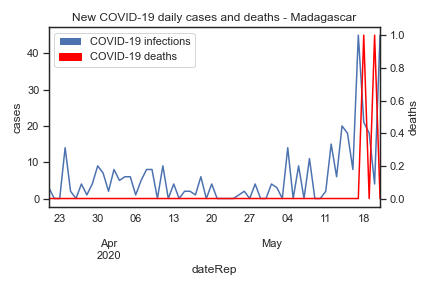 New COVID-19 daily cases and deaths - Madagascar
COVID-19 infections
COVID-19 deaths
cases
40
30
20
10
0
deaths
1.0
0.8
0.6
0.4
0.2
0.0
23 30 06 13 20 27 04 11 18
Apr May
2020
dateRep